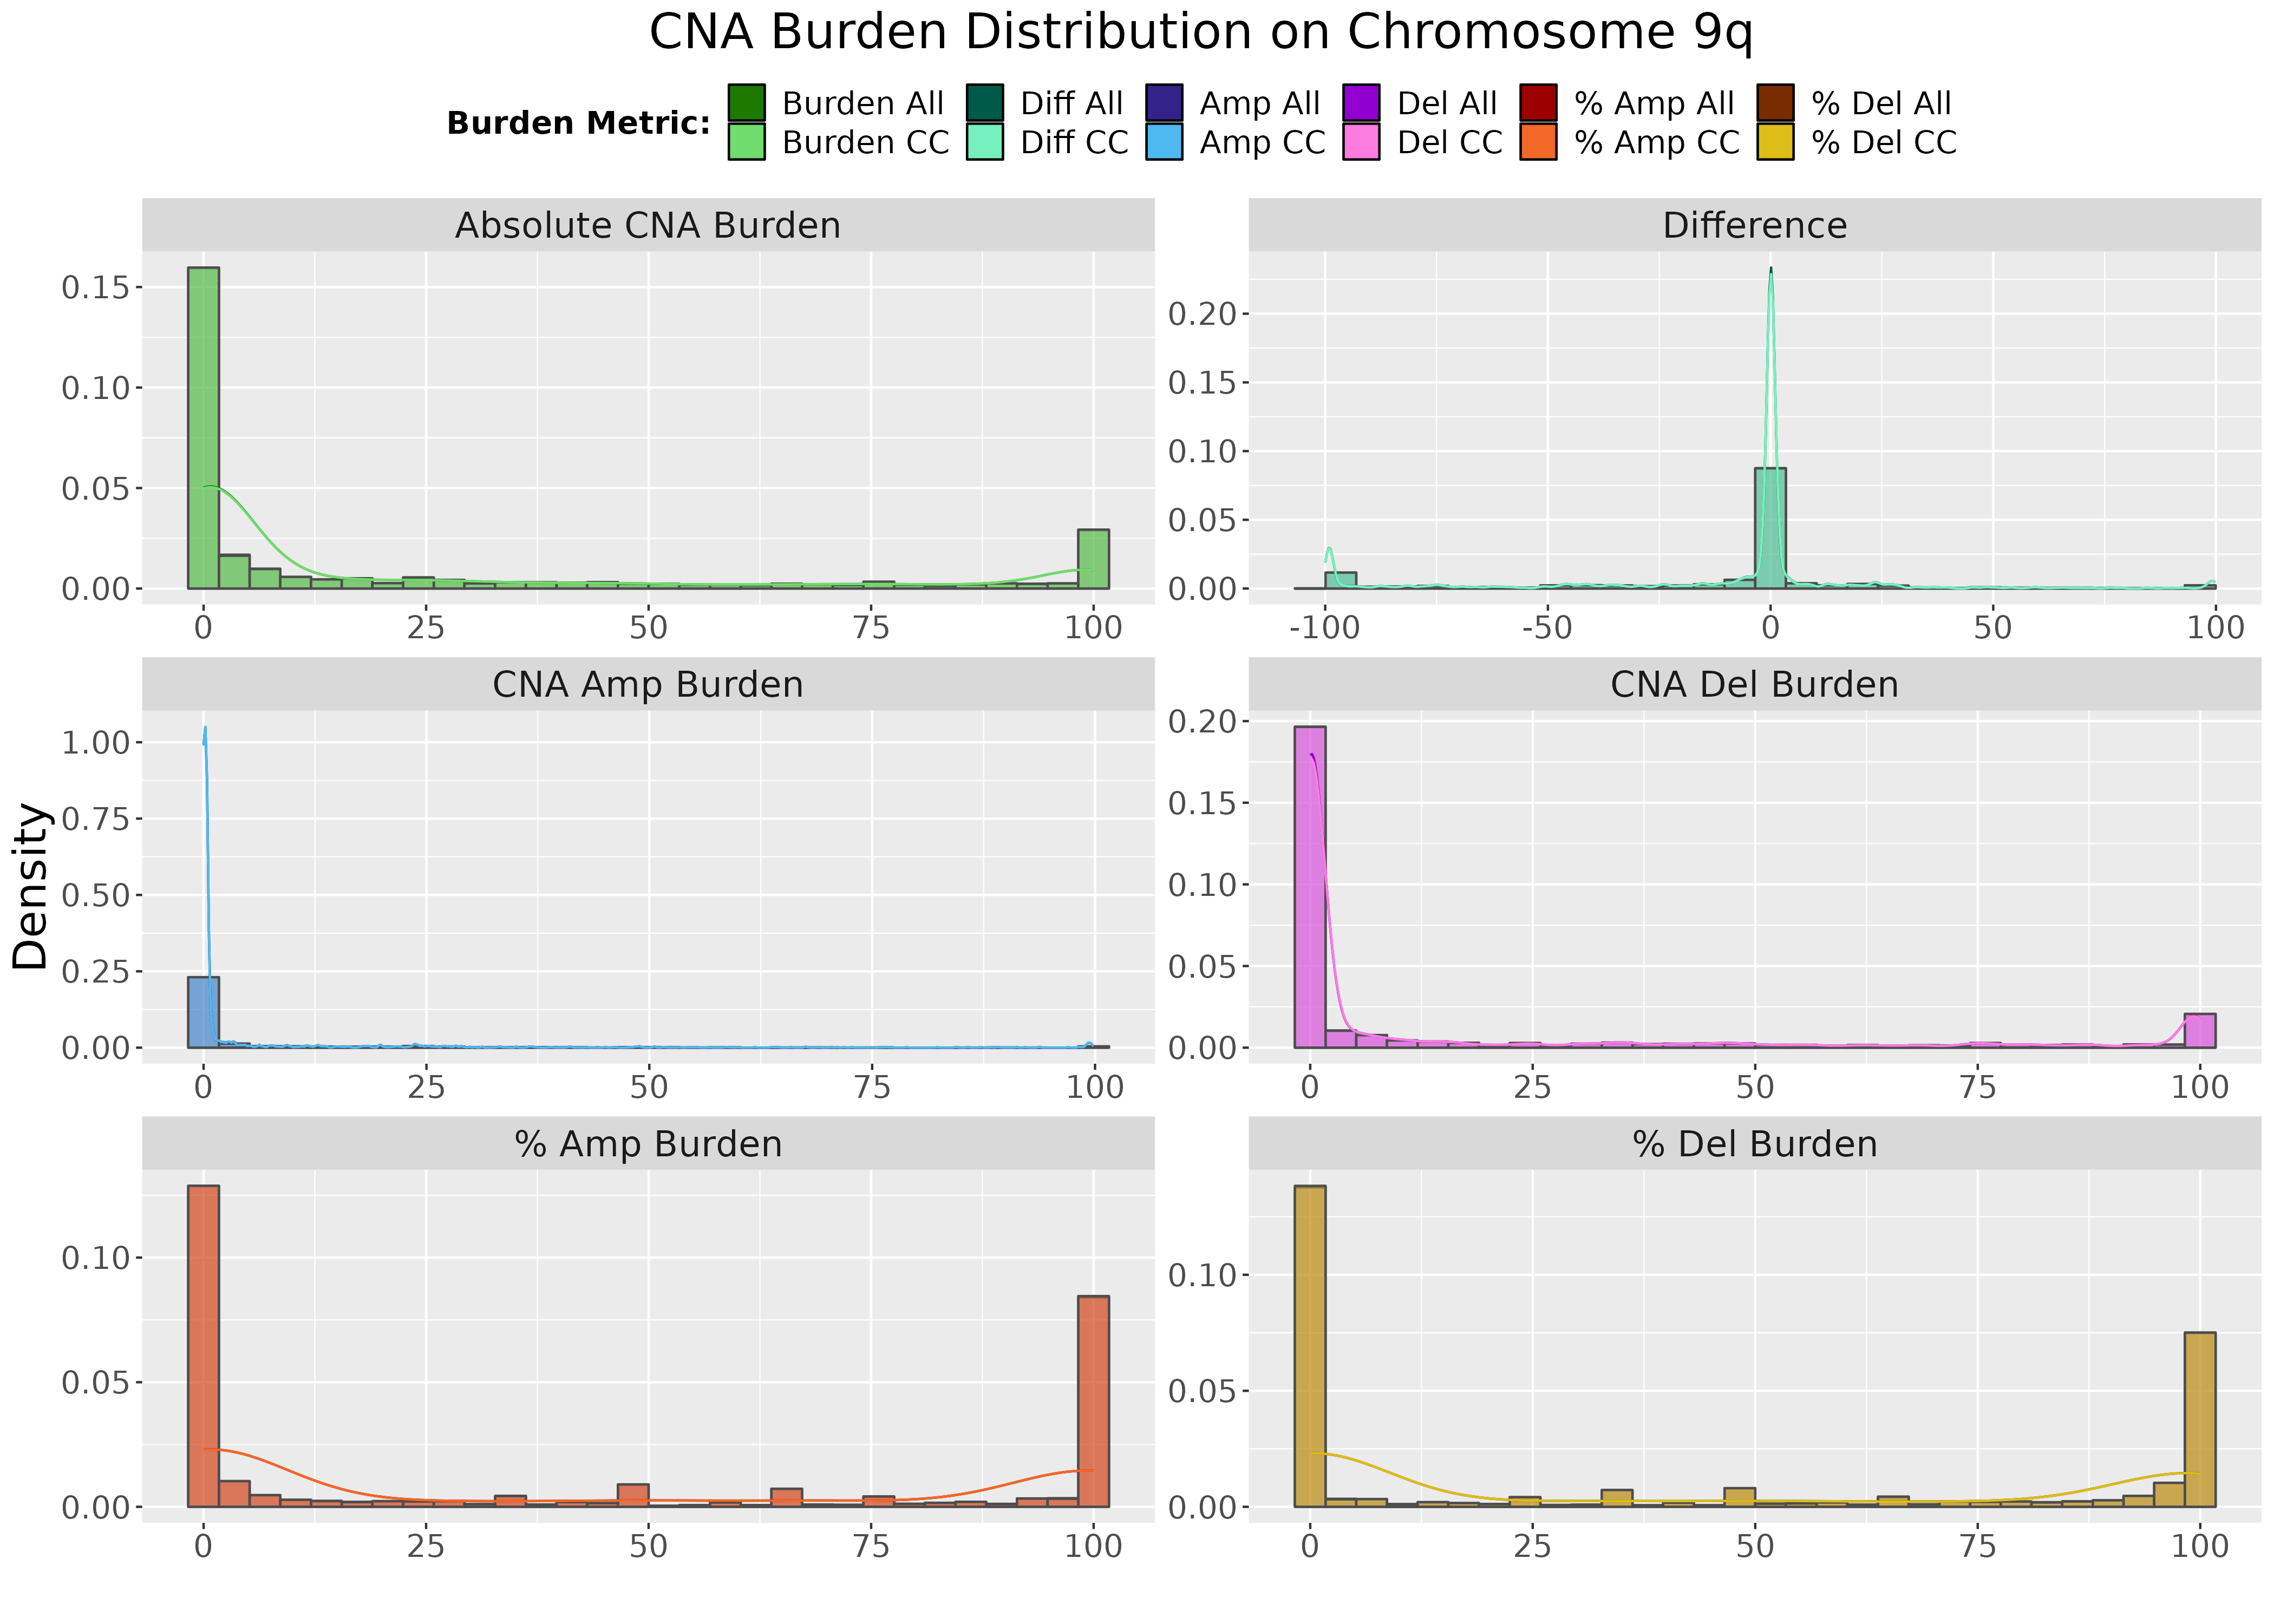 CNA Burden Distribution on Chromosome 9q
Burden Metric:
Burden All Diff All Amp All Del All % Amp All % Del All
Burden CC Diff CC Amp CC Del CC % Amp CC % Del CC
Absolute CNA Burden
0.15
0.10
0.05
0.00
0 25 50 75 100
Difference
0.20
0.15
0.10
0.05
0.00
-100 -50 0 50 100
Density
CNA Amp Burden
1.00
0.75
0.50
0.25
0.00
0 25 50 75 100
CNA Del Burden
0.20
0.15
0.10
0.05
0.00
0 25 50 75 100
% Amp Burden
0.10
0.05
0.00
0 25 50 75 100
% Del Burden
0.10
0.05
0.00
0 25 50 75 100